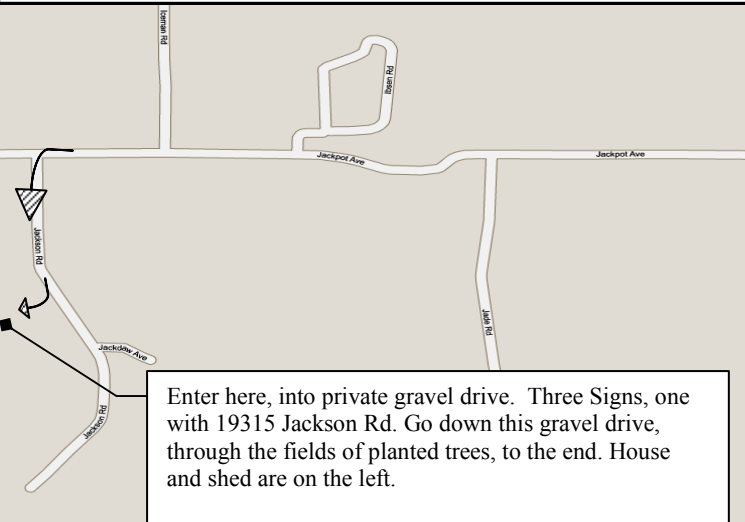 Iceman Rd
Ibsen Rd
Jackpot Ave
Jackpot Ave
Jackson Rd
Jade Rd
Jackdaw Ave
Jackson Rd
Enter here, into private gravel drive.  Three Signs, one
with 19315 Jackson Rd. Go down this gravel drive,
through the fields of planted trees, to the end. House
and shed are on the left.